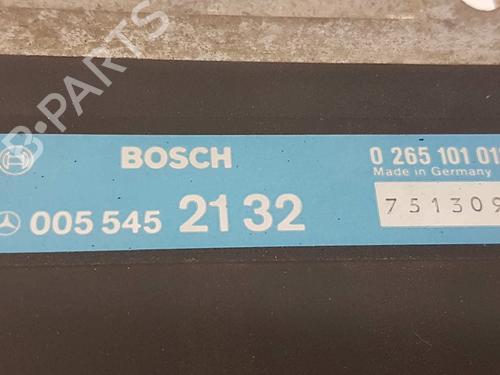 B-PARTS
BOSCH
0 265 101 01
Made in Germany
005 545 21 32
751309